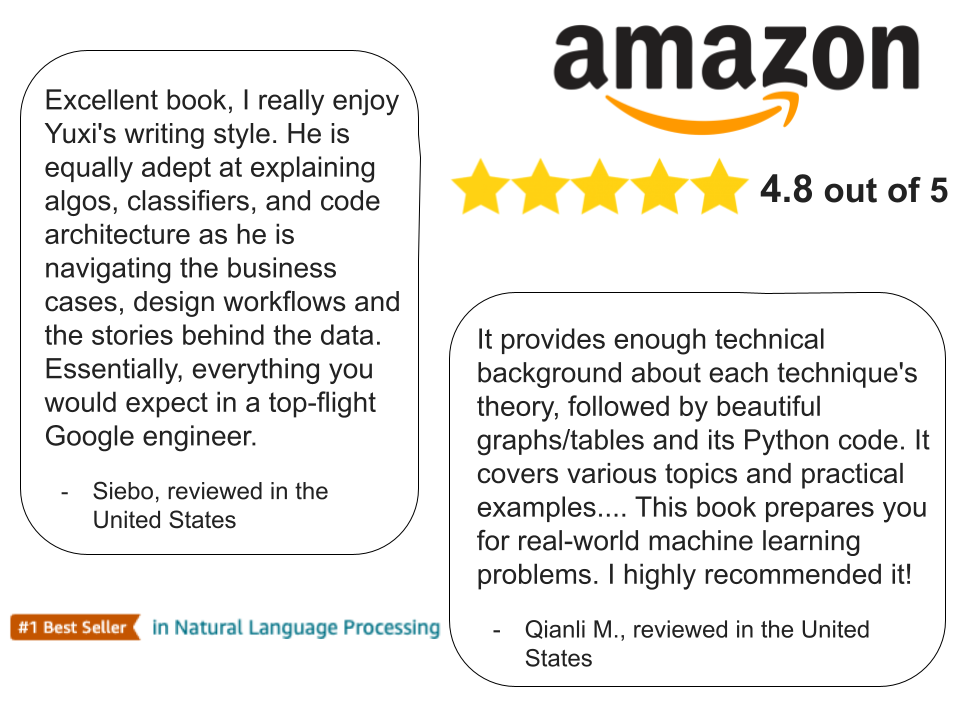 amazon
4.8 out of 5
Excellent book, I really enjoy
Yuxi's writing style. He is
equally adept at explaining
algos, classifiers, and code
architecture as he is
navigating the business
cases, design workflows and
the stories behind the data.
Essentially, everything you
would expect in a top-flight
Google engineer.
- Siebo, reviewed in the
United States
It provides enough technical
background about each technique's
theory, followed by beautiful
graphs/tables and its Python code. It
covers various topics and practical
examples.... This book prepares you
for real-world machine learning
problems. I highly recommended it!
- Qianli M., reviewed in the United
States
#1 Best Seller in Natural Language Processing